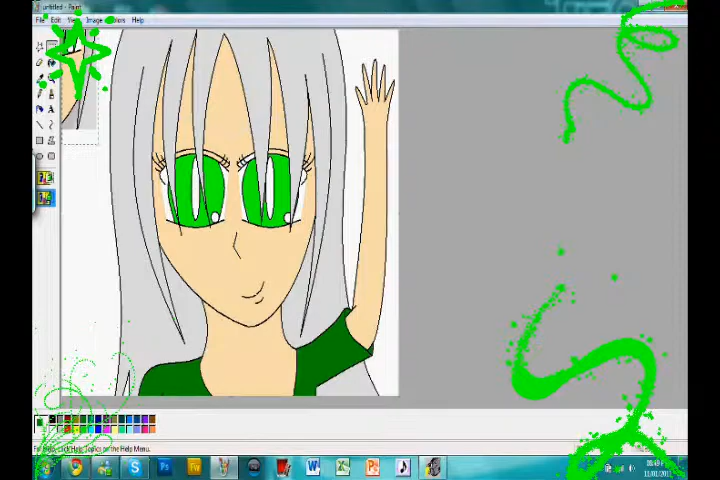 untitled - Paint
File Edit View Image Colors Help
For Help, click Help Topics on the Help Menu.